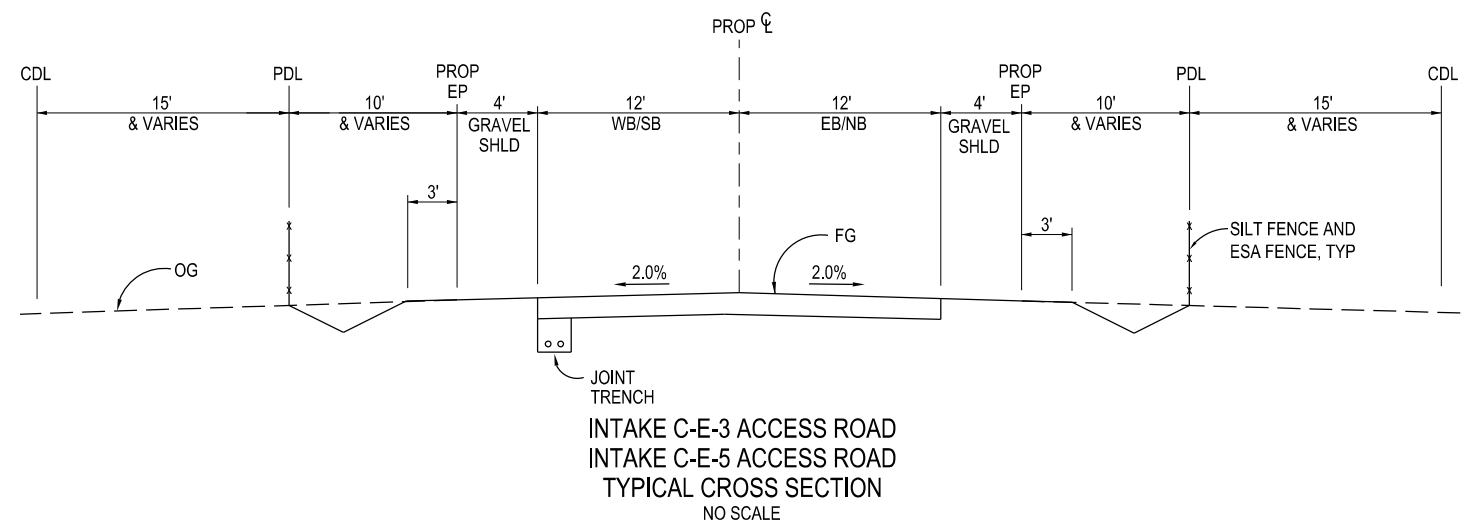 PROP ℄
CDL
PDL
PROP
EP
PROP
EP
PDL
CDL
15'
& VARIES
10'
& VARIES
4'
GRAVEL
SHLD
12'
WB/SB
12'
EB/NB
4'
GRAVEL
SHLD
10'
& VARIES
15'
& VARIES
3'
3'
OG
2.0%
2.0%
FG
SILT FENCE AND
ESA FENCE, TYP
JOINT
TRENCH
INTAKE C-E-3 ACCESS ROAD
INTAKE C-E-5 ACCESS ROAD
TYPICAL CROSS SECTION
NO SCALE